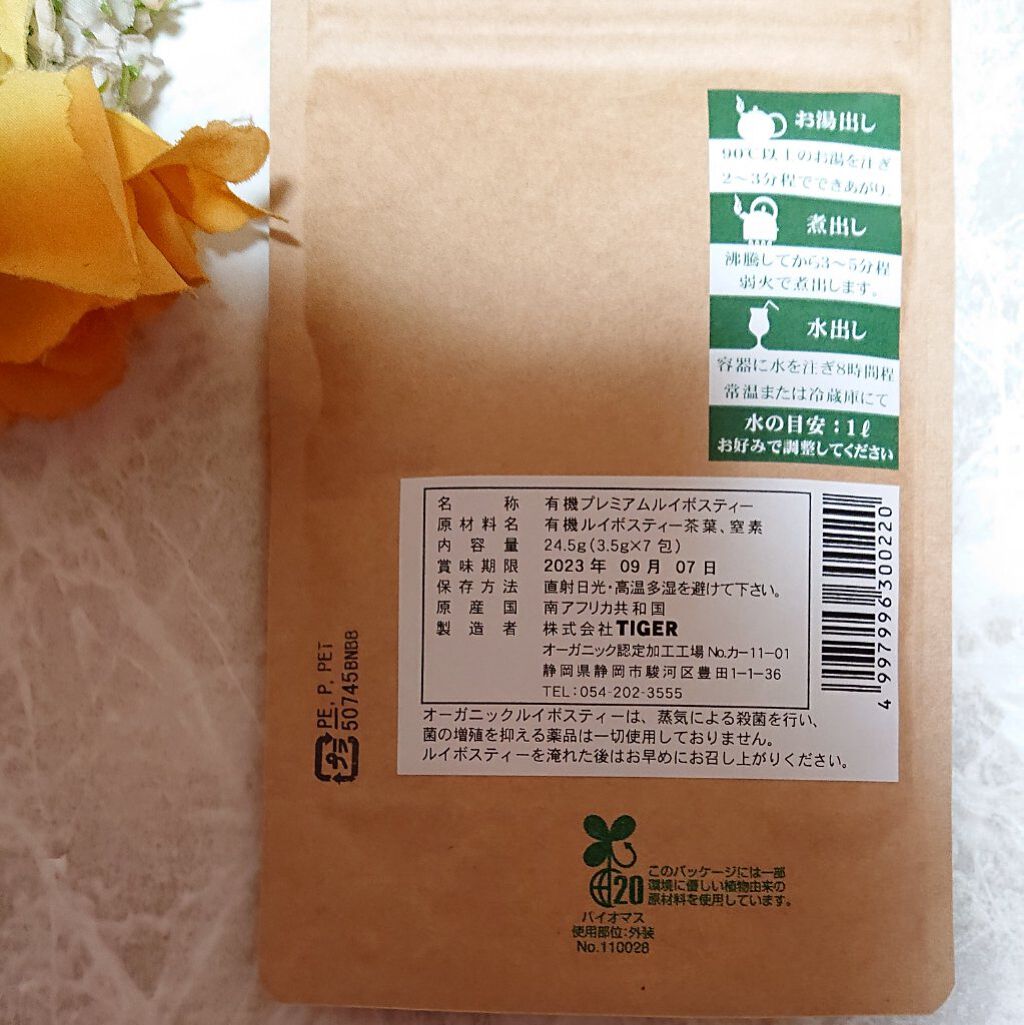 お湯出し
90℃以上のお湯を注ぎ
2～3分程でできあがり。
煮出し
沸騰してから3～5分程
弱火で煮出します。
水出し
容器に水を注ぎ8時間程
常温または冷蔵庫にて
水の目安：1ℓ
お好みで調整してください
名称 有機プレミアムルイボスティー
原材料名 有機ルイボスティー茶葉、窒素
内容量 24.5g(3.5g×7包)
賞味期限 2023年 09月 07日
保存方法 直射日光・高温多湿を避けて下さい。
原産国 南アフリカ共和国
製造者 株式会社TIGER
オーガニック認定加工工場 No.カー11-01
静岡県静岡市駿河区豊田1-1-36
TEL：054-202-3555
オーガニックルイボスティーは、蒸気による殺菌を行い、
菌の増殖を抑える薬品は一切使用しておりません。
ルイボスティーを淹れた後はお早めにお召し上がりください。
4997996300220
プラ
PE, P, PET
50745BNB8
20
このパッケージには一部
環境に優しい植物由来の
原材料を使用しています。
バイオマス
使用部位：外装
No.110028